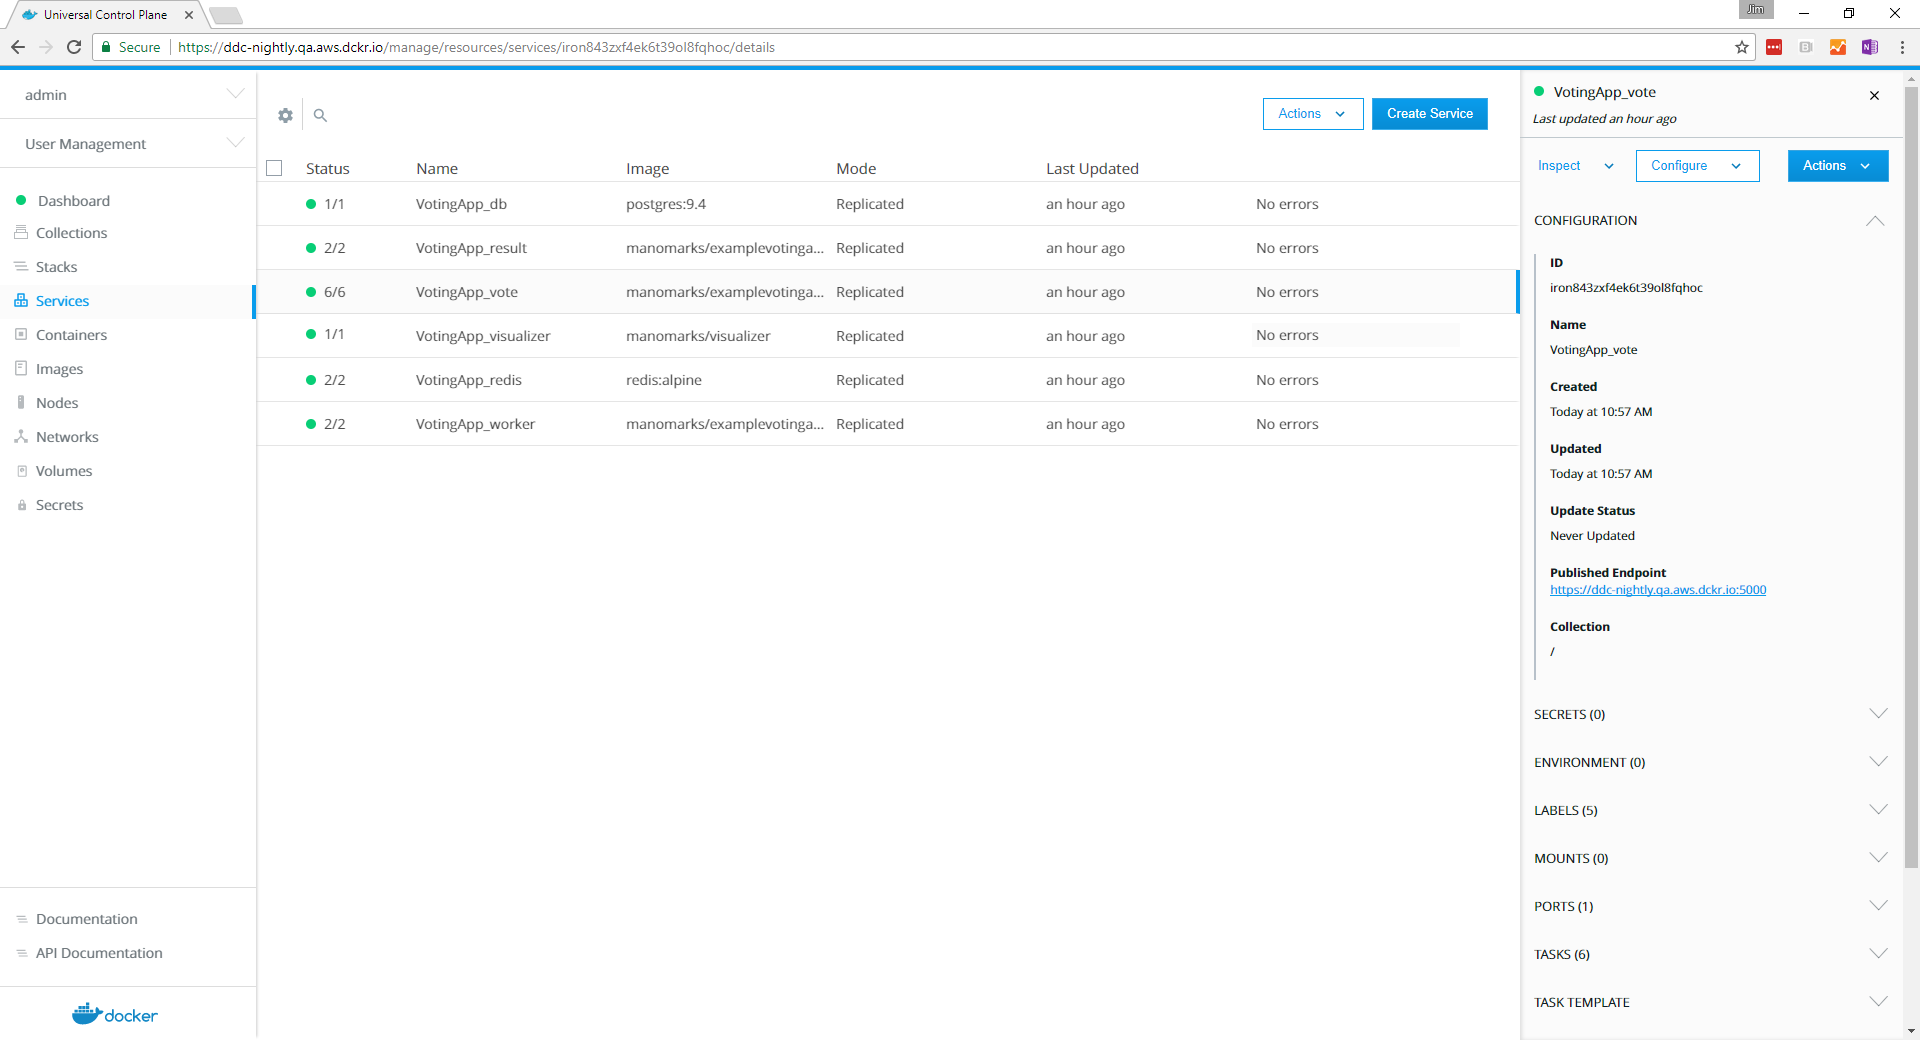 Universal Control Plane
Jim
Secure https://ddc-nightly.qa.aws.dckr.io/manage/resources/services/iron843zxf4ek6t39ol8fqhoc/details
admin
User Management
Dashboard
Collections
Stacks
Services
Containers
Images
Nodes
Networks
Volumes
Secrets
Documentation
API Documentation
docker
Actions Create Service
Status Name Image Mode Last Updated
1/1 VotingApp_db postgres:9.4 Replicated an hour ago No errors
2/2 VotingApp_result manomarks/examplevotinga... Replicated an hour ago No errors
6/6 VotingApp_vote manomarks/examplevotinga... Replicated an hour ago No errors
1/1 VotingApp_visualizer manomarks/visualizer Replicated an hour ago No errors
2/2 VotingApp_redis redis:alpine Replicated an hour ago No errors
2/2 VotingApp_worker manomarks/examplevotinga... Replicated an hour ago No errors
VotingApp_vote
Last updated an hour ago
Inspect Configure Actions
CONFIGURATION
ID
iron843zxf4ek6t39ol8fqhoc
Name
VotingApp_vote
Created
Today at 10:57 AM
Updated
Today at 10:57 AM
Update Status
Never Updated
Published Endpoint
https://ddc-nightly.qa.aws.dckr.io:5000
Collection
/
SECRETS (0)
ENVIRONMENT (0)
LABELS (5)
MOUNTS (0)
PORTS (1)
TASKS (6)
TASK TEMPLATE